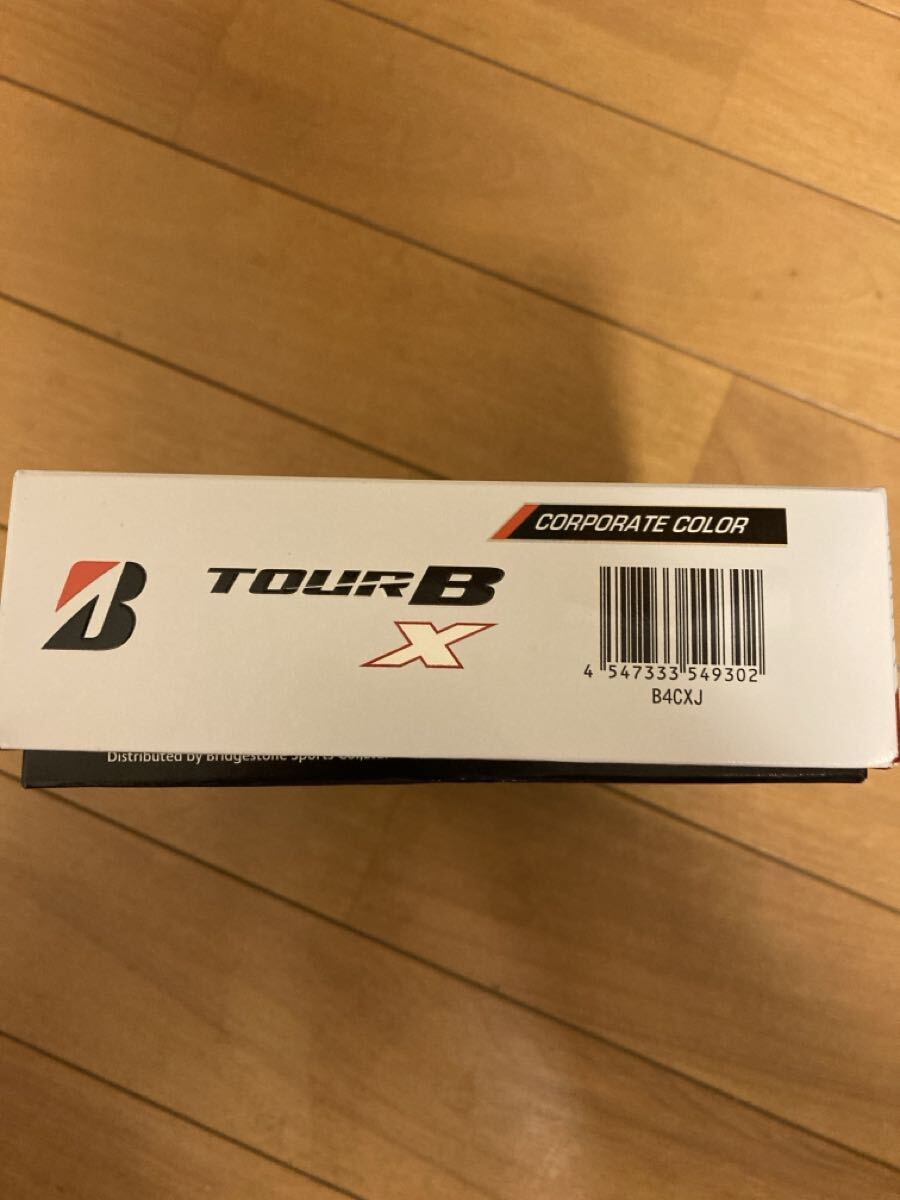 CORPORATE COLOR
TOUR B
X
4 547333 549302
B4CXJ
Distributed by Bridgestone Sports